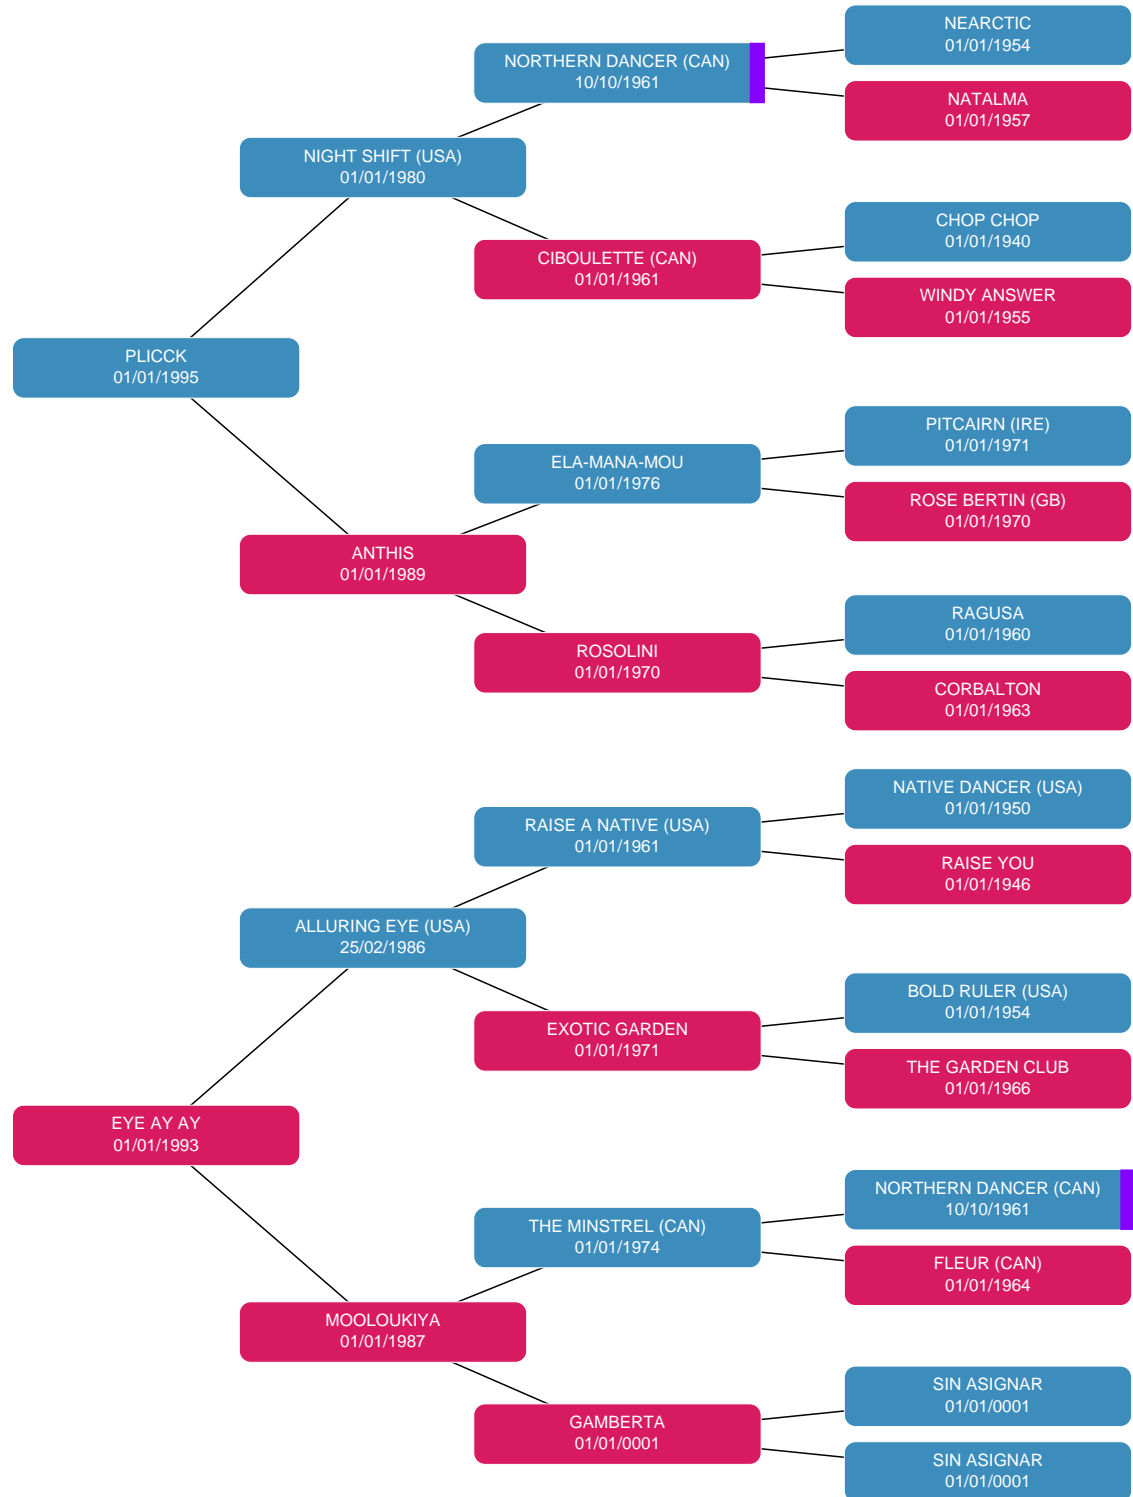 NEARCTIC
01/01/1954
NORTHERN DANCER (CAN)
10/10/1961
NATALMA
01/01/1957
NIGHT SHIFT (USA)
01/01/1980
CHOP CHOP
01/01/1940
CIBOULETTE (CAN)
01/01/1961
WINDY ANSWER
01/01/1955
PLICCK
01/01/1995
PITCAIRN (IRE)
01/01/1971
ELA-MANA-MOU
01/01/1976
ROSE BERTIN (GB)
01/01/1970
ANTHIS
01/01/1989
RAGUSA
01/01/1960
ROSOLINI
01/01/1970
CORBALTON
01/01/1963
NATIVE DANCER (USA)
01/01/1950
RAISE A NATIVE (USA)
01/01/1961
RAISE YOU
01/01/1946
ALLURING EYE (USA)
25/02/1986
BOLD RULER (USA)
01/01/1954
EXOTIC GARDEN
01/01/1971
THE GARDEN CLUB
01/01/1966
EYE AY AY
01/01/1993
NORTHERN DANCER (CAN)
10/10/1961
THE MINSTREL (CAN)
01/01/1974
FLEUR (CAN)
01/01/1964
MOOLOUKIYA
01/01/1987
SIN ASIGNAR
01/01/0001
GAMBERTA
01/01/0001
SIN ASIGNAR
01/01/0001